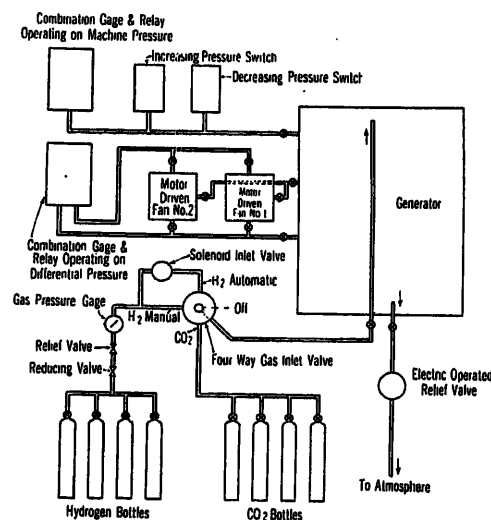 Combination Gage & Relay
Operating on Machine Pressure
Increasing Pressure Switch
Decreasing Pressure Switch
Motor
Driven
Fan No.2
Motor
Driven
Fan No.1
Generator
Combination Gage &
Relay Operating on
Differential Pressure
Solenoid Inlet Valve
H2 Automatic
Gas Pressure Gage
H2 Manual
Off
CO2
Relief Valve
Four Way Gas Inlet Valve
Reducing Valve
Electric Operated
Relief Valve
To Atmosphere
Hydrogen Bottles
CO2 Bottles